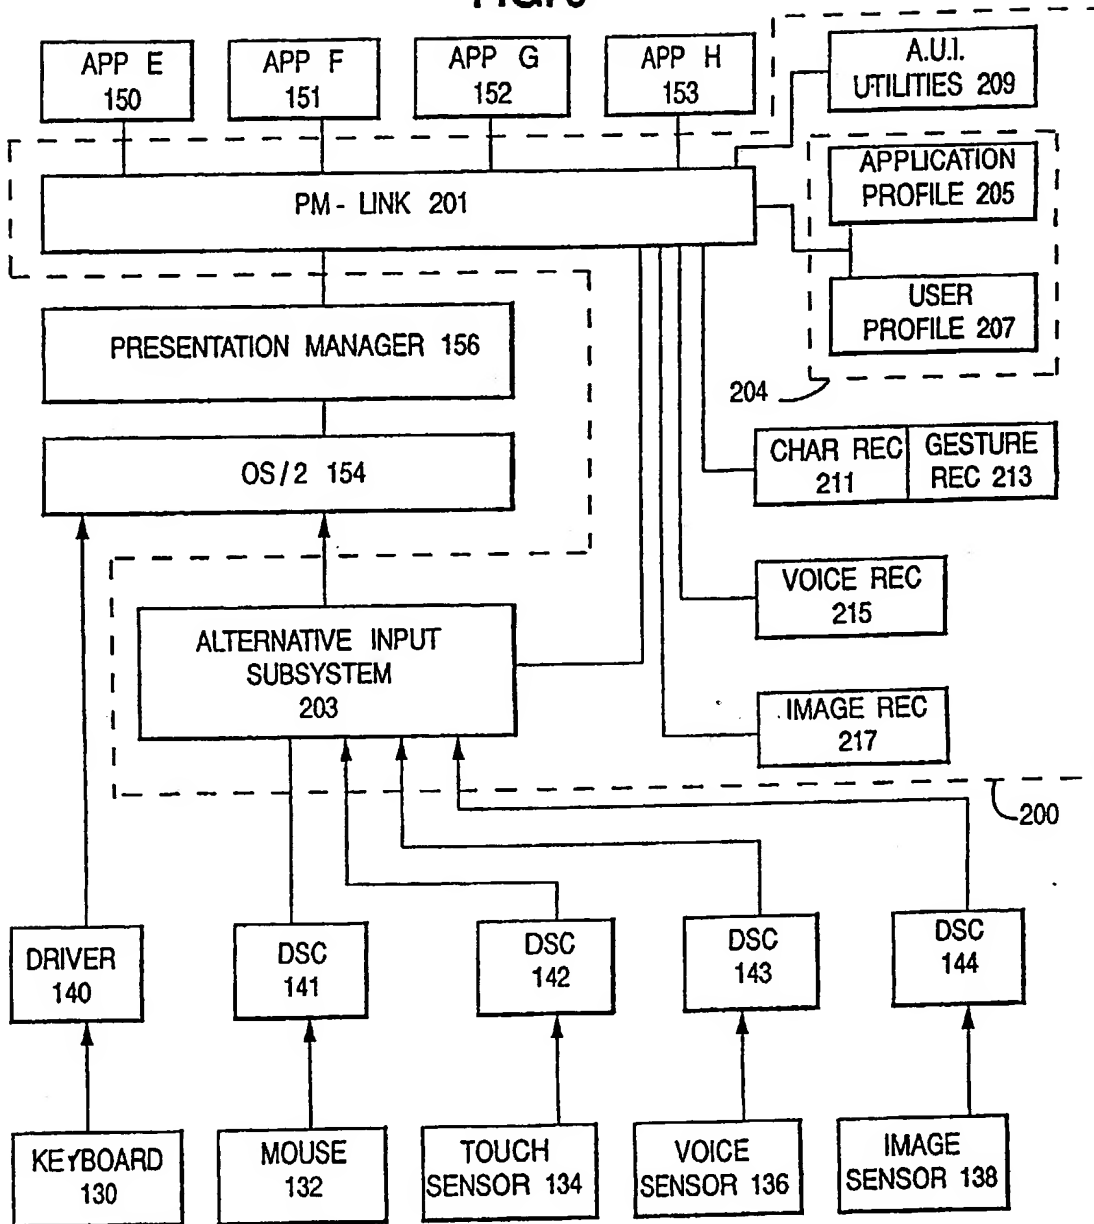 APP E
150
APP F
151
APP G
152
APP H
153
A.U.I.
UTILITIES 209
APPLICATION
PROFILE 205
PM - LINK 201
USER
PROFILE 207
PRESENTATION MANAGER 156
204
OS/2 154
CHAR REC
211
GESTURE
REC 213
VOICE REC
215
ALTERNATIVE INPUT
SUBSYSTEM
203
IMAGE REC
217
200
DRIVER
140
DSC
141
DSC
142
DSC
143
DSC
144
KEYBOARD
130
MOUSE
132
TOUCH
SENSOR 134
VOICE
SENSOR 136
IMAGE
SENSOR 138